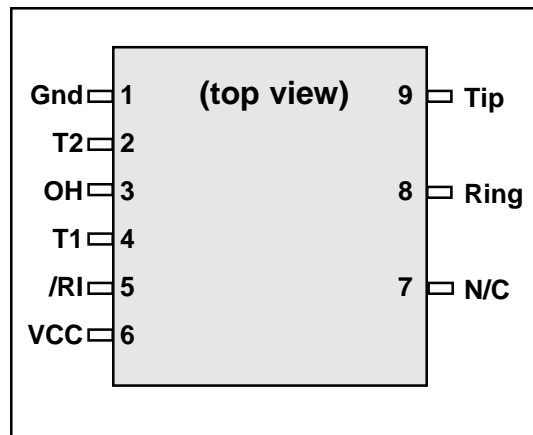 Gnd 1 (top view) 9 Tip
T2 2
OH 3 8 Ring
T1 4
/RI 5 7 N/C
VCC 6